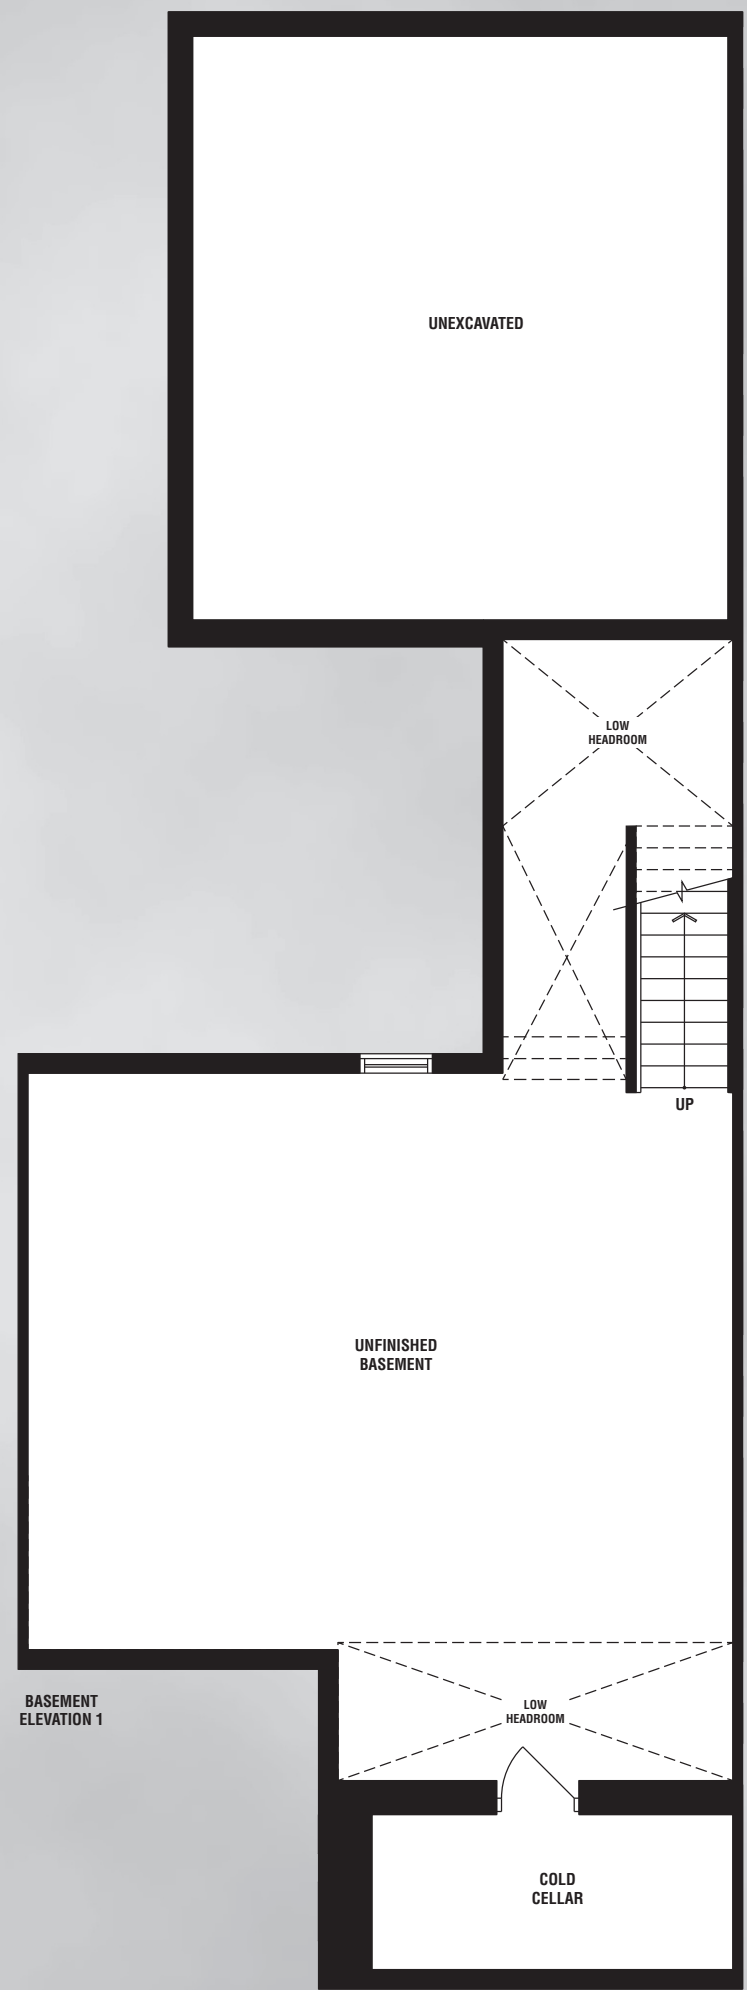 UNEXCAVATED
LOW
HEADROOM
UP
UNFINISHED
BASEMENT
BASEMENT
ELEVATION 1
LOW
HEADROOM
COLD
CELLAR